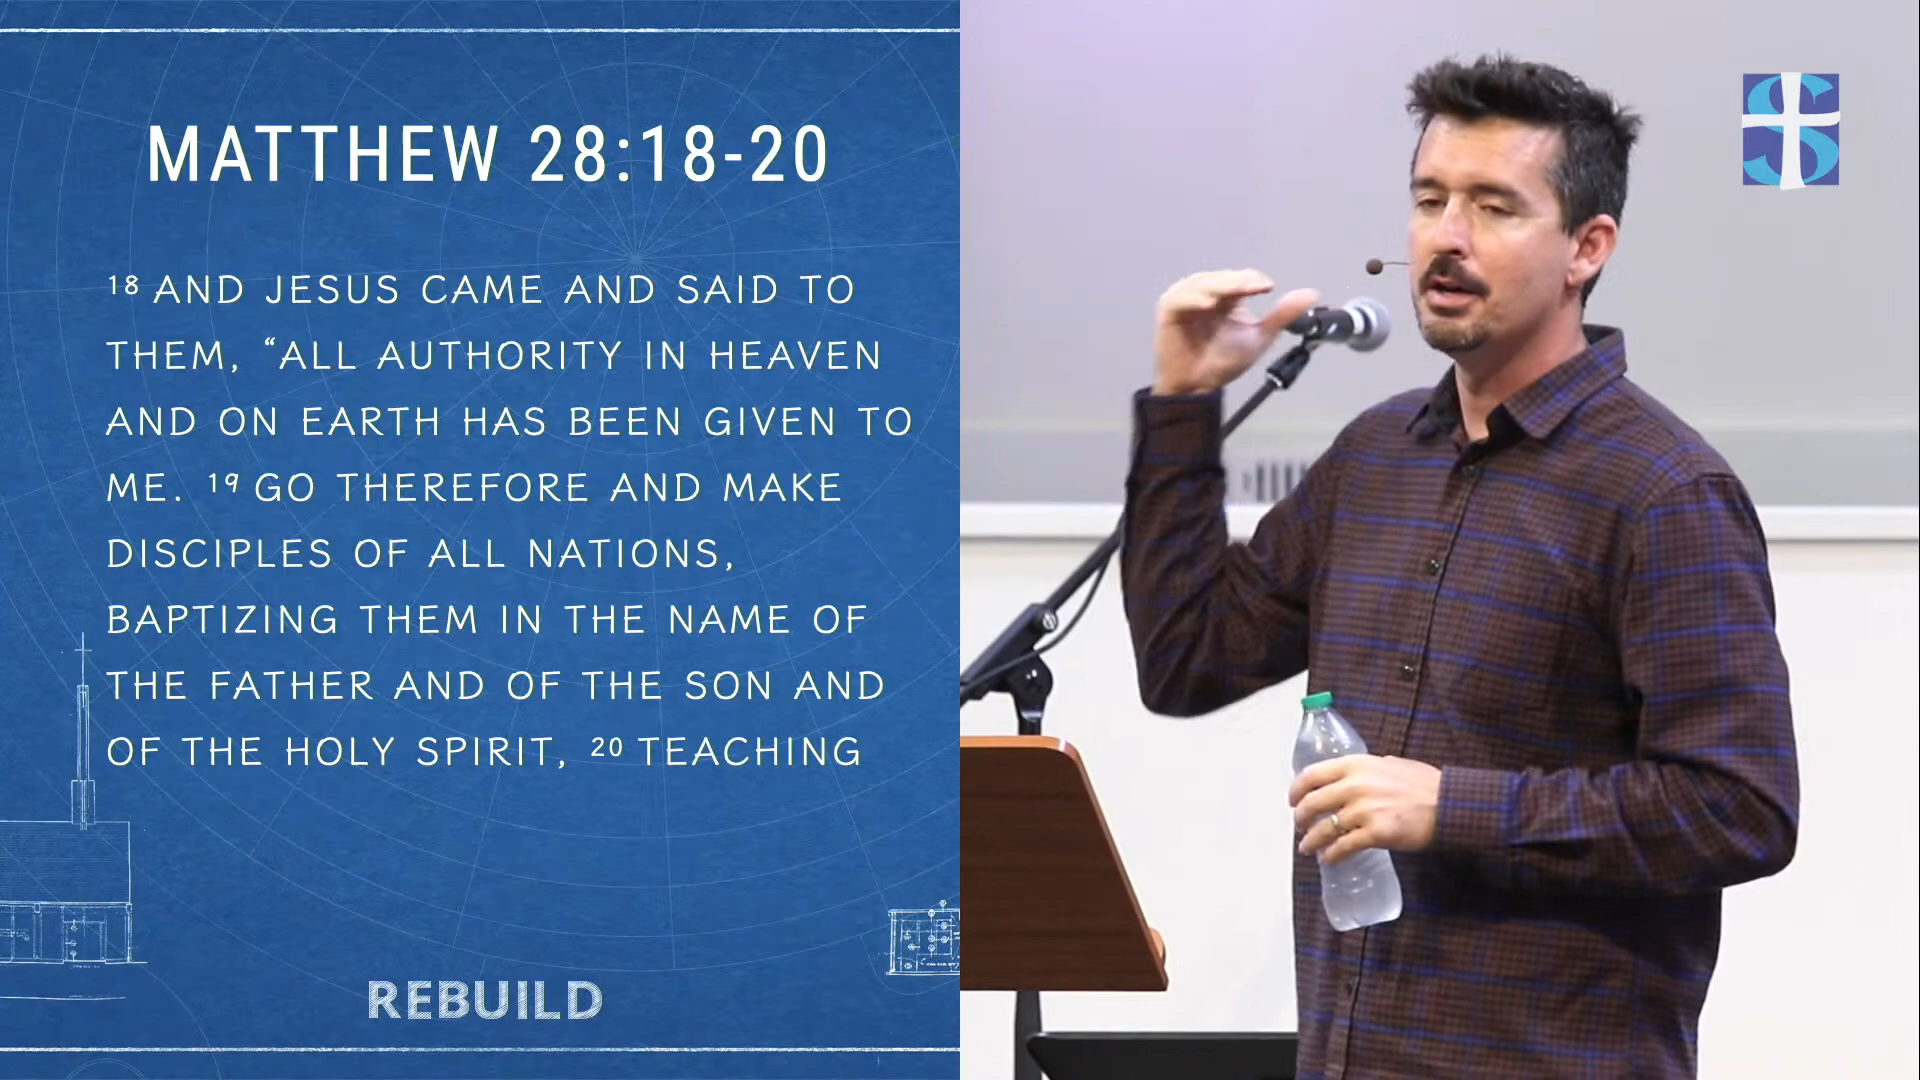 MATTHEW 28:18-20
¹⁸ AND JESUS CAME AND SAID TO
THEM, “ALL AUTHORITY IN HEAVEN
AND ON EARTH HAS BEEN GIVEN TO
ME. ¹⁹ GO THEREFORE AND MAKE
DISCIPLES OF ALL NATIONS,
BAPTIZING THEM IN THE NAME OF
THE FATHER AND OF THE SON AND
OF THE HOLY SPIRIT, ²⁰ TEACHING
REBUILD
S